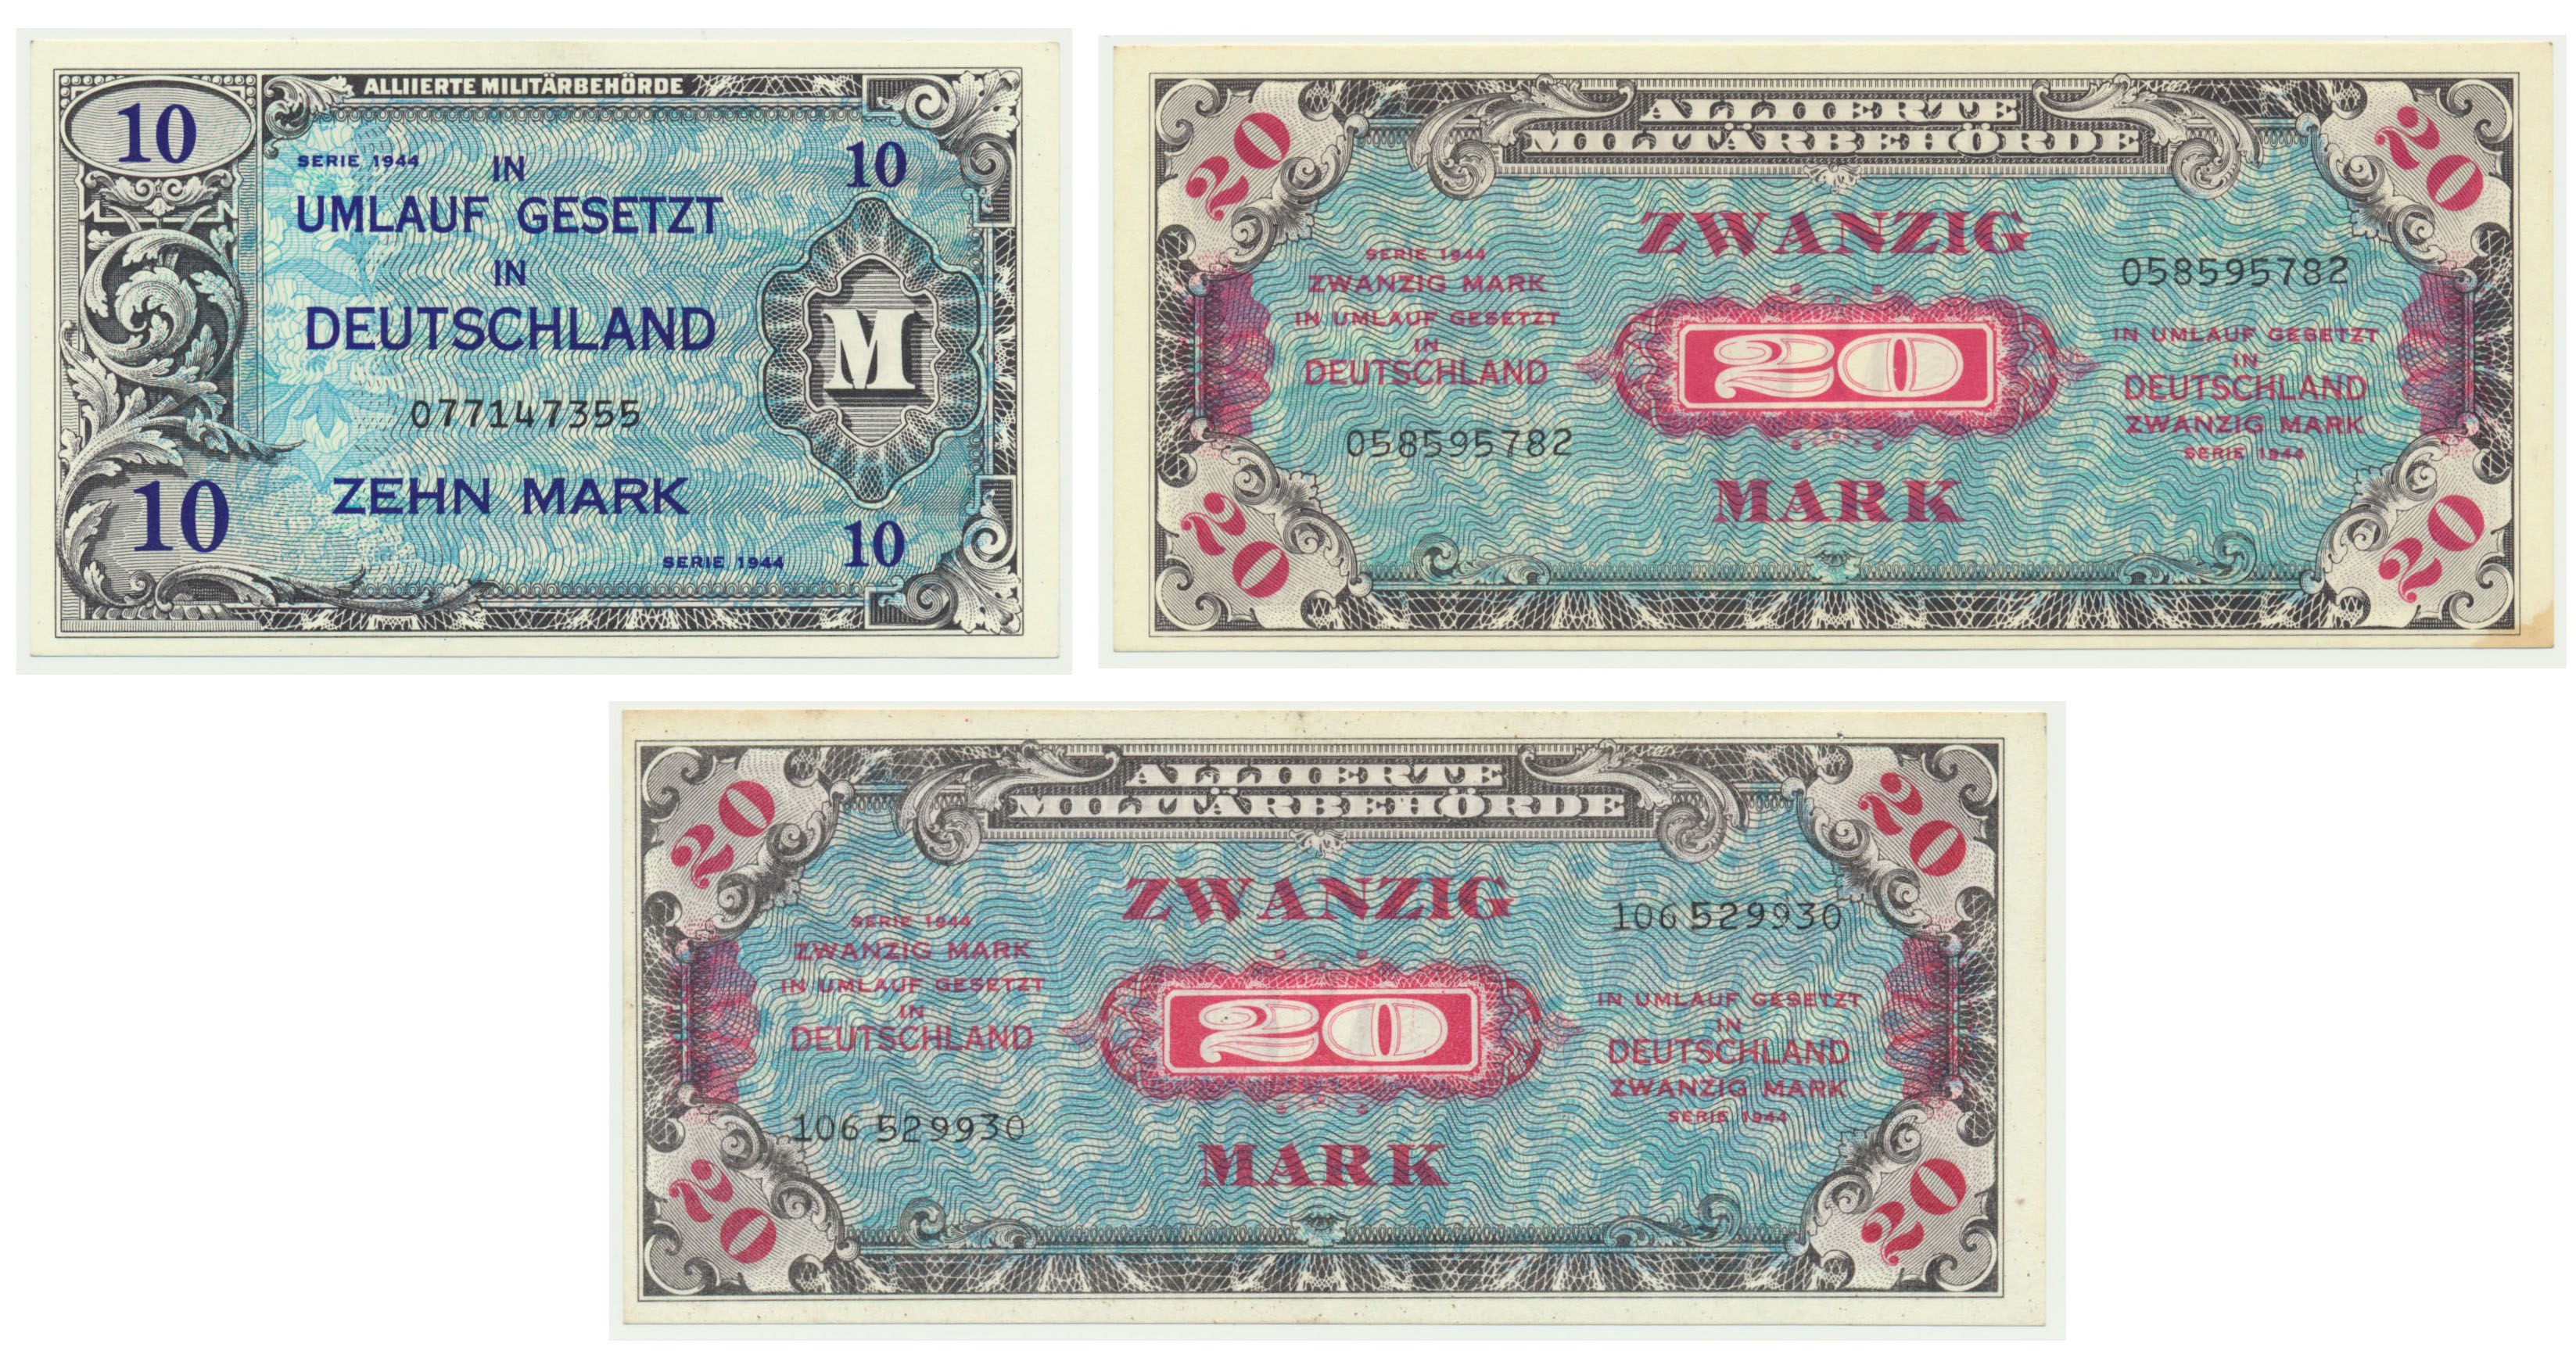 ALLIIERTE MILITÄRBEHÖRDE
10
SERIE 1944
IN
10
UMLAUF GESETZT
IN
DEUTSCHLAND
M
077147355
10
ZEHN MARK
SERIE 1944
10
ALLIIERTE
MILITÄRBEHÖRDE
20
20
ZWANZIG
SERIE 1944
ZWANZIG MARK
IN UMLAUF GESETZT
IN
DEUTSCHLAND
058595782
20
058595782
IN UMLAUF GESETZT
IN
DEUTSCHLAND
ZWANZIG MARK
SERIE 1944
MARK
20
20
ALLIIERTE
MILITÄRBEHÖRDE
20
20
ZWANZIG
SERIE 1944
ZWANZIG MARK
IN UMLAUF GESETZT
IN
DEUTSCHLAND
106529930
20
106529930
IN UMLAUF GESETZT
IN
DEUTSCHLAND
ZWANZIG MARK
SERIE 1944
MARK
20
20